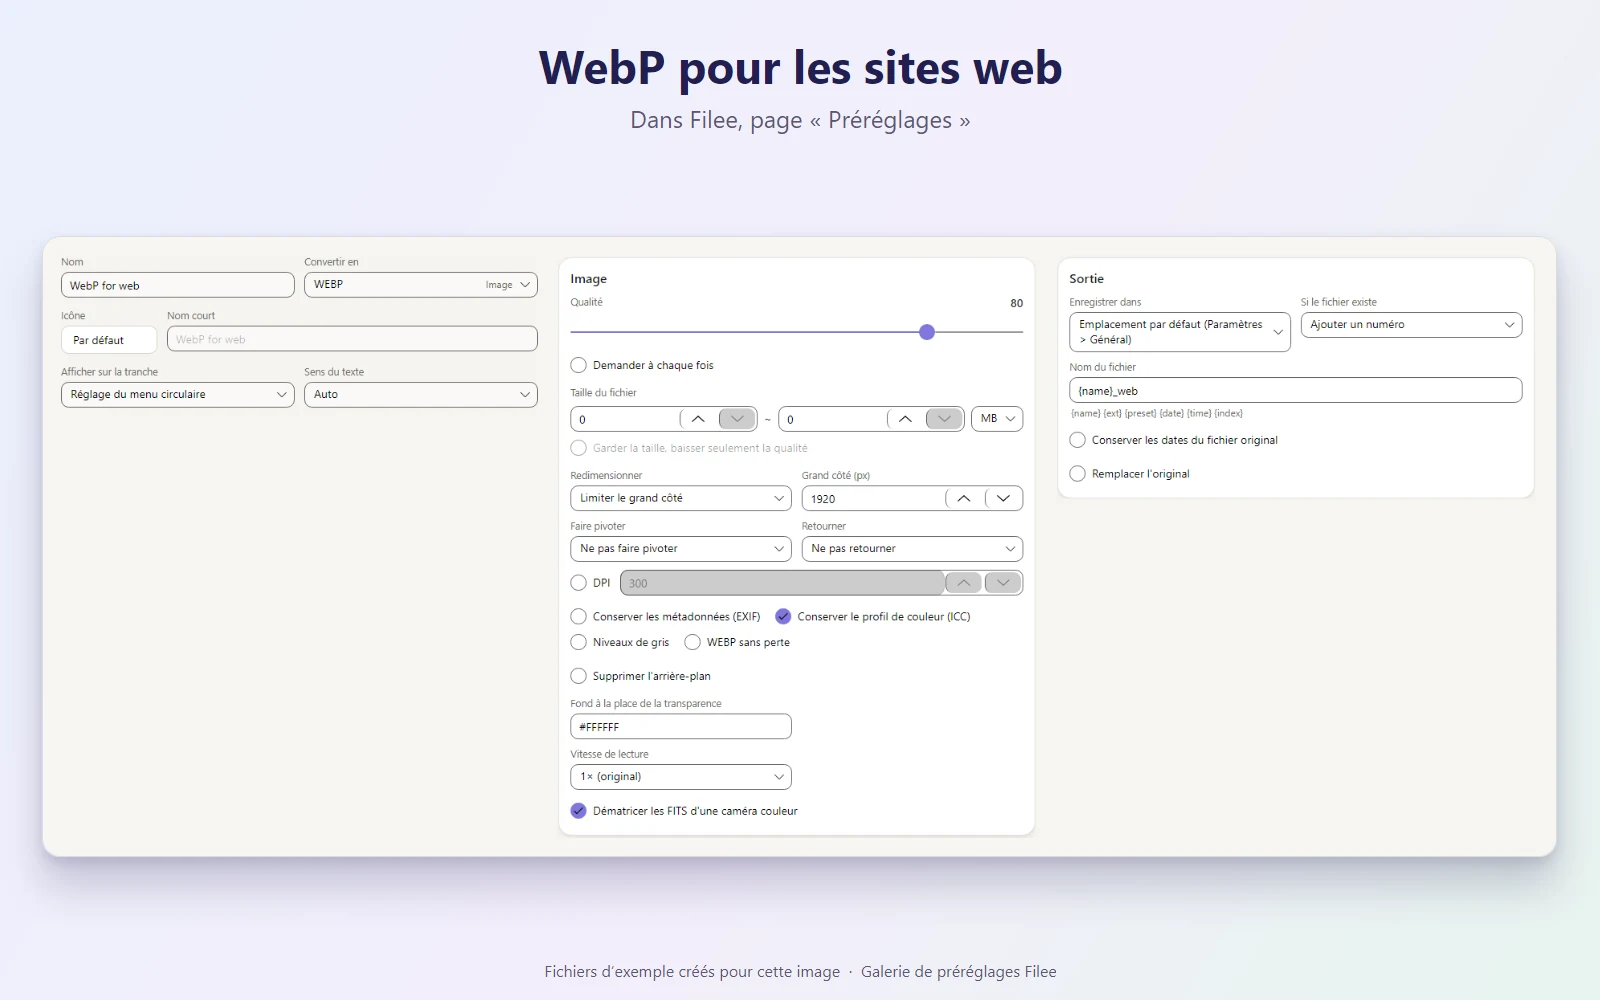 WebP pour les sites web
Dans Filee, page « Préréglages »
Nom
WebP for web
Convertir en
WEBP Image
Icône
Par défaut
Nom court
WebP for web
Afficher sur la tranche
Réglage du menu circulaire
Sens du texte
Auto
Image
Qualité 80
Demander à chaque fois
Taille du fichier
0 ~ 0 MB
Garder la taille, baisser seulement la qualité
Redimensionner
Limiter le grand côté
Grand côté (px)
1920
Faire pivoter
Ne pas faire pivoter
Retourner
Ne pas retourner
DPI 300
Conserver les métadonnées (EXIF) Conserver le profil de couleur (ICC)
Niveaux de gris WEBP sans perte
Supprimer l'arrière-plan
Fond à la place de la transparence
#FFFFFF
Vitesse de lecture
1× (original)
Dématricer les FITS d'une caméra couleur
Sortie
Enregistrer dans
Emplacement par défaut (Paramètres
> Général)
Si le fichier existe
Ajouter un numéro
Nom du fichier
{name}_web
{name} {ext} {preset} {date} {time} {index}
Conserver les dates du fichier original
Remplacer l'original
Fichiers d’exemple créés pour cette image · Galerie de préréglages Filee